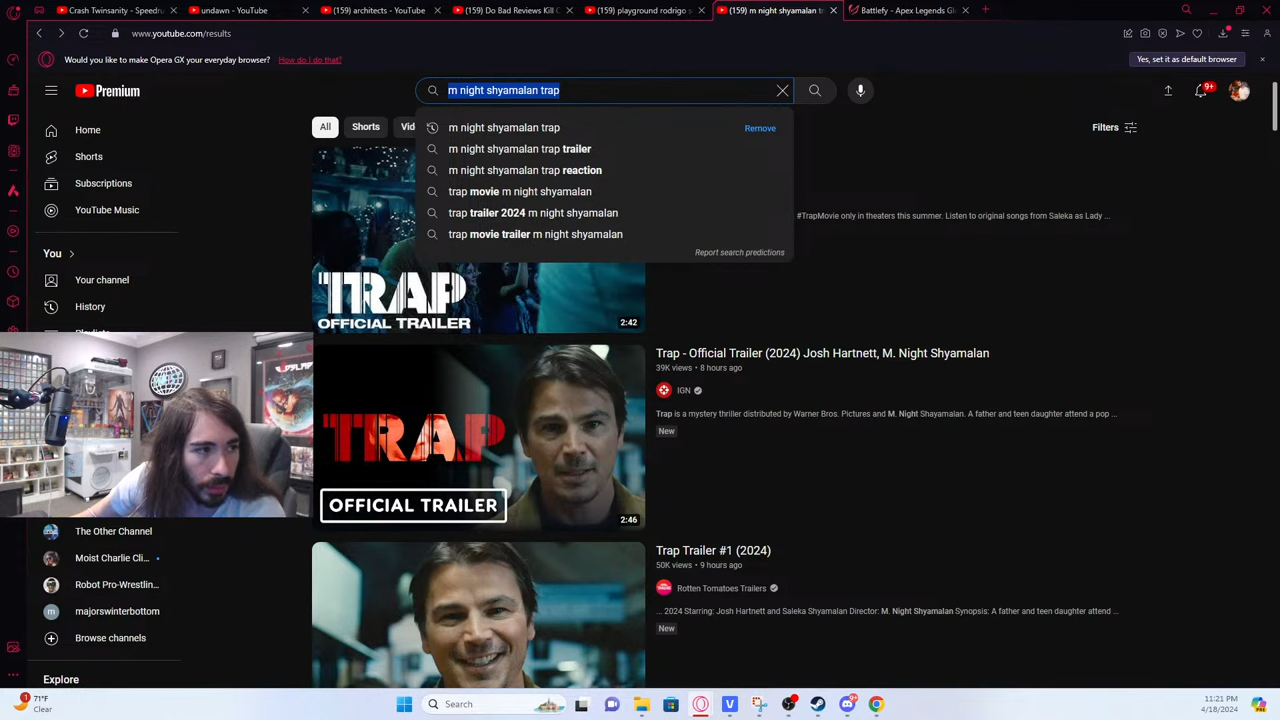 Crash Twinsanity - Speedru
undawn - YouTube
(159) architects - YouTube
(159) Do Bad Reviews Kill C
(159) playground rodrigo s
(159) m night shyamalan tr
Battlefy - Apex Legends Gl
www.youtube.com/results
Would you like to make Opera GX your everyday browser? How do I do that?
Yes, set it as default browser
Premium
m night shyamalan trap
9+
Home
Shorts
Subscriptions
YouTube Music
You
Your channel
History
Playlists
The Other Channel
Moist Charlie Cli...
Robot Pro-Wrestlin...
majorswinterbottom
Browse channels
Explore
All
Shorts
Vid
Filters
m night shyamalan trap
Remove
m night shyamalan trap trailer
m night shyamalan trap reaction
trap movie m night shyamalan
trap trailer 2024 m night shyamalan
trap movie trailer m night shyamalan
Report search predictions
#TrapMovie only in theaters this summer. Listen to original songs from Saleka as Lady ...
TRAP
OFFICIAL TRAILER
2:42
TRAP
OFFICIAL TRAILER
2:46
Trap - Official Trailer (2024) Josh Hartnett, M. Night Shyamalan
39K views • 8 hours ago
IGN
Trap is a mystery thriller distributed by Warner Bros. Pictures and M. Night Shayamalan. A father and teen daughter attend a pop ...
New
Trap Trailer #1 (2024)
50K views • 9 hours ago
Rotten Tomatoes Trailers
... 2024 Starring: Josh Hartnett and Saleka Shyamalan Director: M. Night Shyamalan Synopsis: A father and teen daughter attend ...
New
1
71°F
Clear
Search
9+
11:21 PM
4/18/2024